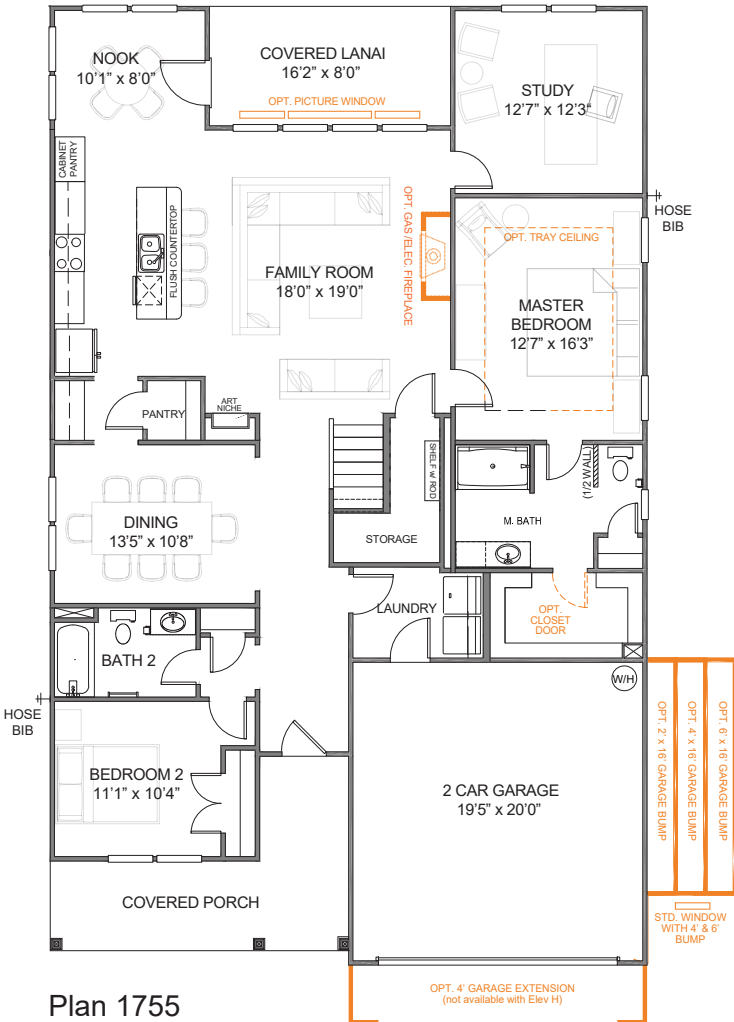 NOOK
10'1" x 8'0"
COVERED LANAI
16'2" x 8'0"
OPT. PICTURE WINDOW
STUDY
12'7" x 12'3"
CABINET
PANTRY
FLUSH COUNTERTOP
FAMILY ROOM
18'0" x 19'0"
OPT. GAS /ELEC. FIREPLACE
HOSE
BIB
OPT. TRAY CEILING
MASTER
BEDROOM
12'7" x 16'3"
PANTRY
ART
NICHE
SHELF w ROD
STORAGE
(1/2 WALL)
M. BATH
DINING
13'5" x 10'8"
LAUNDRY
OPT.
CLOSET
DOOR
BATH 2
HOSE
BIB
W/H
BEDROOM 2
11'1" x 10'4"
2 CAR GARAGE
19'5" x 20'0"
OPT. 2' x 16' GARAGE BUMP
OPT. 4' x 16' GARAGE BUMP
OPT. 6' x 16' GARAGE BUMP
COVERED PORCH
STD. WINDOW
WITH 4' & 6'
BUMP
OPT. 4' GARAGE EXTENSION
(not available with Elev H)
Plan 1755